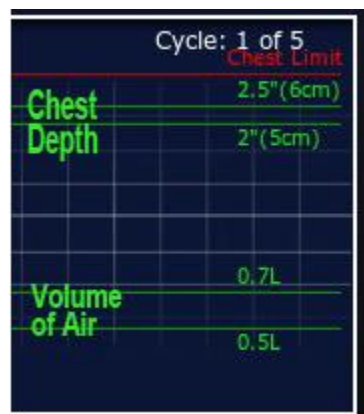 Cycle: 1 of 5
Chest Limit
2.5"(6cm)
Chest
Depth
2"(5cm)
0.7L
Volume
of Air
0.5L